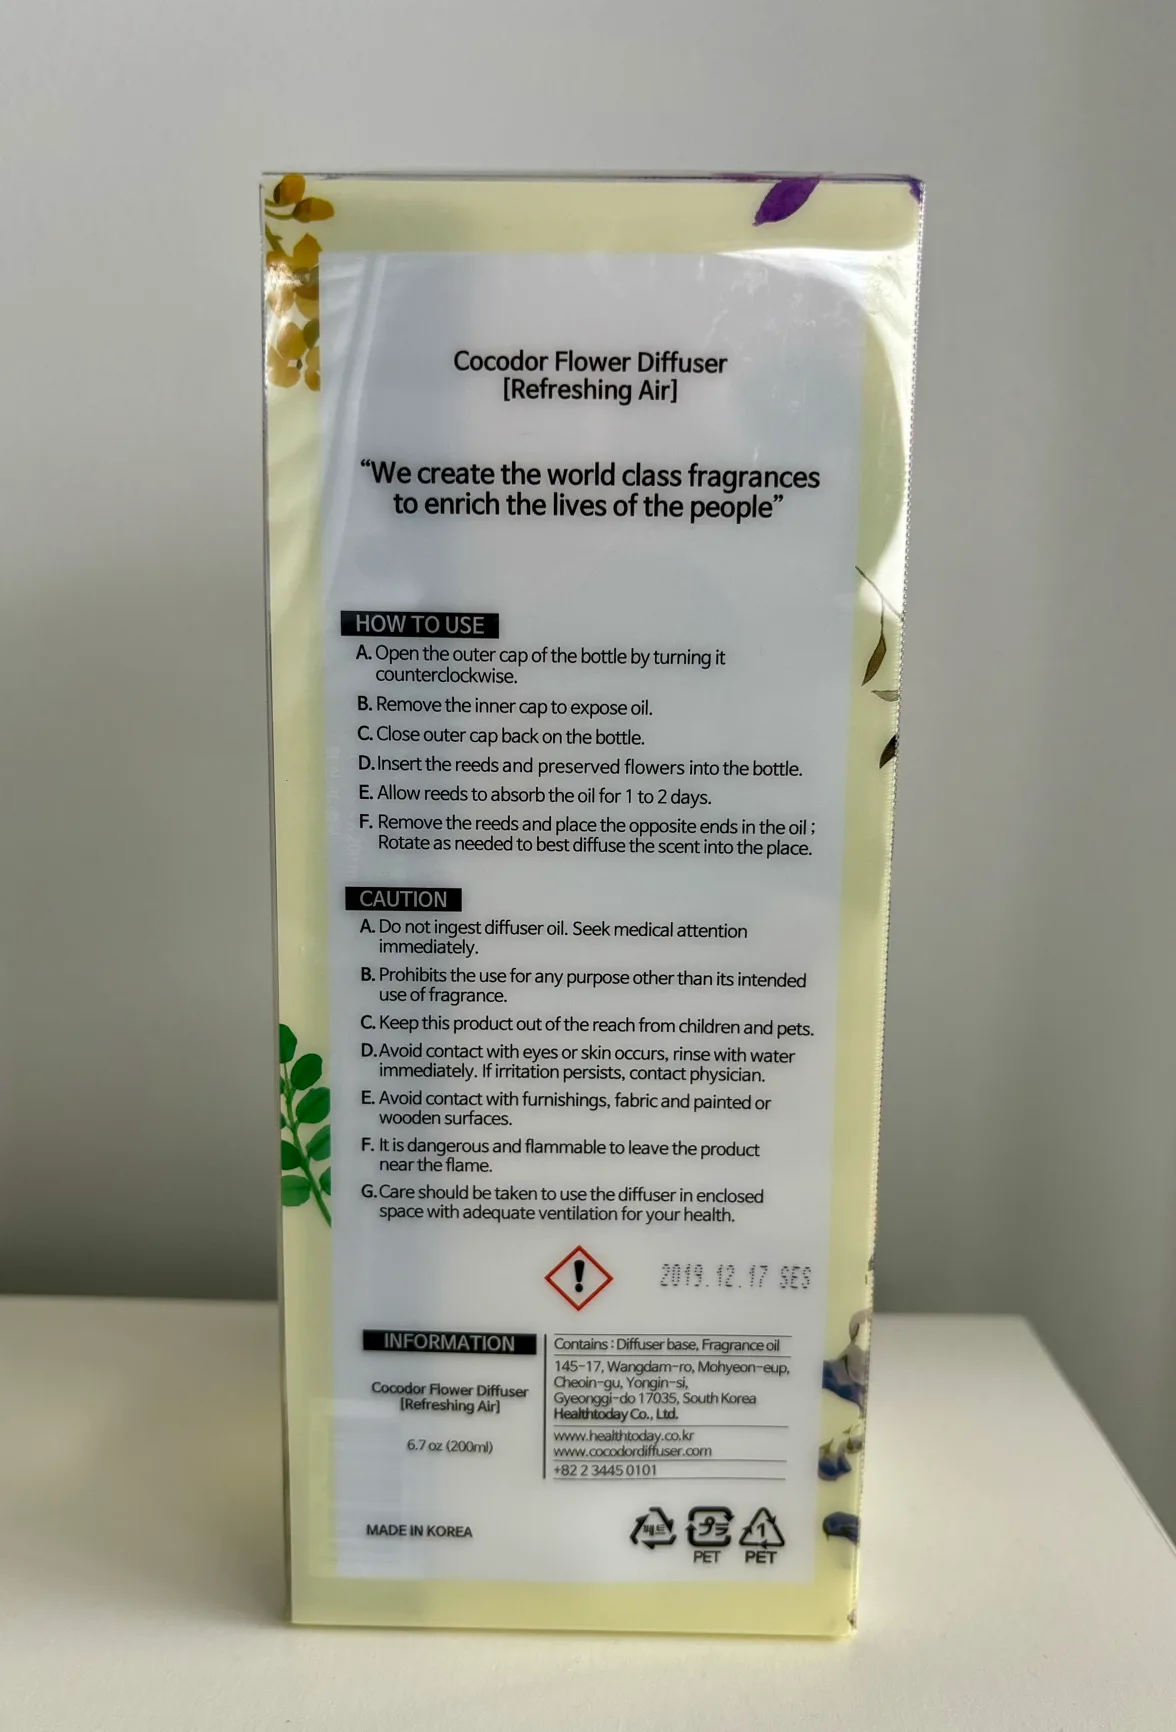 Cocodor Flower Diffuser
[Refreshing Air]
“We create the world class fragrances
to enrich the lives of the people”
HOW TO USE
A. Open the outer cap of the bottle by turning it
counterclockwise.
B. Remove the inner cap to expose oil.
C. Close outer cap back on the bottle.
D. Insert the reeds and preserved flowers into the bottle.
E. Allow reeds to absorb the oil for 1 to 2 days.
F. Remove the reeds and place the opposite ends in the oil ;
Rotate as needed to best diffuse the scent into the place.
CAUTION
A. Do not ingest diffuser oil. Seek medical attention
immediately.
B. Prohibits the use for any purpose other than its intended
use of fragrance.
C. Keep this product out of the reach from children and pets.
D. Avoid contact with eyes or skin occurs, rinse with water
immediately. If irritation persists, contact physician.
E. Avoid contact with furnishings, fabric and painted or
wooden surfaces.
F. It is dangerous and flammable to leave the product
near the flame.
G. Care should be taken to use the diffuser in enclosed
space with adequate ventilation for your health.
!
2019.12.17 SES
INFORMATION
Cocodor Flower Diffuser
[Refreshing Air]
6.7 oz (200ml)
Contains : Diffuser base, Fragrance oil
145-17, Wangdam-ro, Mohyeon-eup,
Cheoin-gu, Yongin-si,
Gyeonggi-do 17035, South Korea
Healthtoday Co., Ltd.
www.healthtoday.co.kr
www.cocodordiffuser.com
+82 2 3445 0101
MADE IN KOREA
페트 プラ 1
PET PET